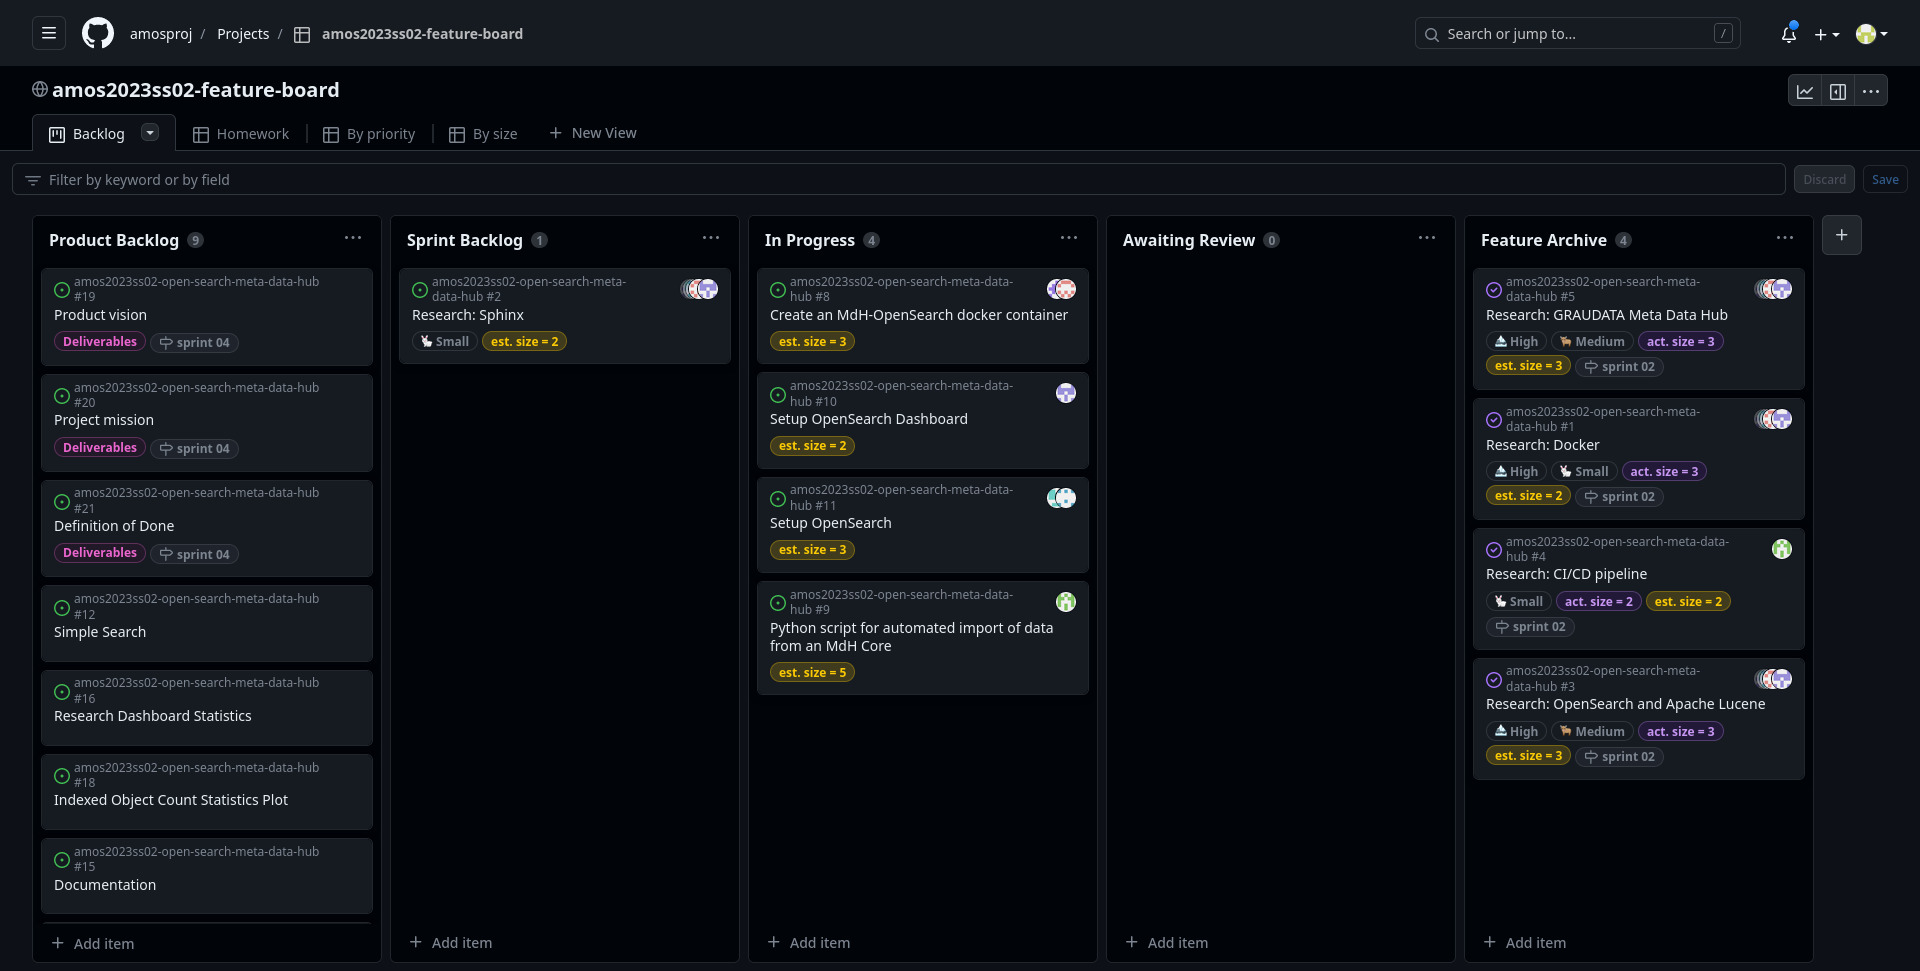 amosproj / Projects / amos2023ss02-feature-board
Search or jump to... /
amos2023ss02-feature-board
Backlog Homework By priority By size New View
Filter by keyword or by field
Discard Save
Product Backlog 9
amos2023ss02-open-search-meta-data-hub
#19
Product vision
Deliverables sprint 04
amos2023ss02-open-search-meta-data-hub
#20
Project mission
Deliverables sprint 04
amos2023ss02-open-search-meta-data-hub
#21
Definition of Done
Deliverables sprint 04
amos2023ss02-open-search-meta-data-hub
#12
Simple Search
amos2023ss02-open-search-meta-data-hub
#16
Research Dashboard Statistics
amos2023ss02-open-search-meta-data-hub
#18
Indexed Object Count Statistics Plot
amos2023ss02-open-search-meta-data-hub
#15
Documentation
Add item
Sprint Backlog 1
amos2023ss02-open-search-meta-
data-hub #2
Research: Sphinx
Small est. size = 2
Add item
In Progress 4
amos2023ss02-open-search-meta-data-
hub #8
Create an MdH-OpenSearch docker container
est. size = 3
amos2023ss02-open-search-meta-data-
hub #10
Setup OpenSearch Dashboard
est. size = 2
amos2023ss02-open-search-meta-data-
hub #11
Setup OpenSearch
est. size = 3
amos2023ss02-open-search-meta-data-
hub #9
Python script for automated import of data
from an MdH Core
est. size = 5
Add item
Awaiting Review 0
Add item
Feature Archive 4
amos2023ss02-open-search-meta-
data-hub #5
Research: GRAUDATA Meta Data Hub
High Medium act. size = 3
est. size = 3 sprint 02
amos2023ss02-open-search-meta-
data-hub #1
Research: Docker
High Small act. size = 3
est. size = 2 sprint 02
amos2023ss02-open-search-meta-data-
hub #4
Research: CI/CD pipeline
Small act. size = 2 est. size = 2
sprint 02
amos2023ss02-open-search-meta-
data-hub #3
Research: OpenSearch and Apache Lucene
High Medium act. size = 3
est. size = 3 sprint 02
Add item